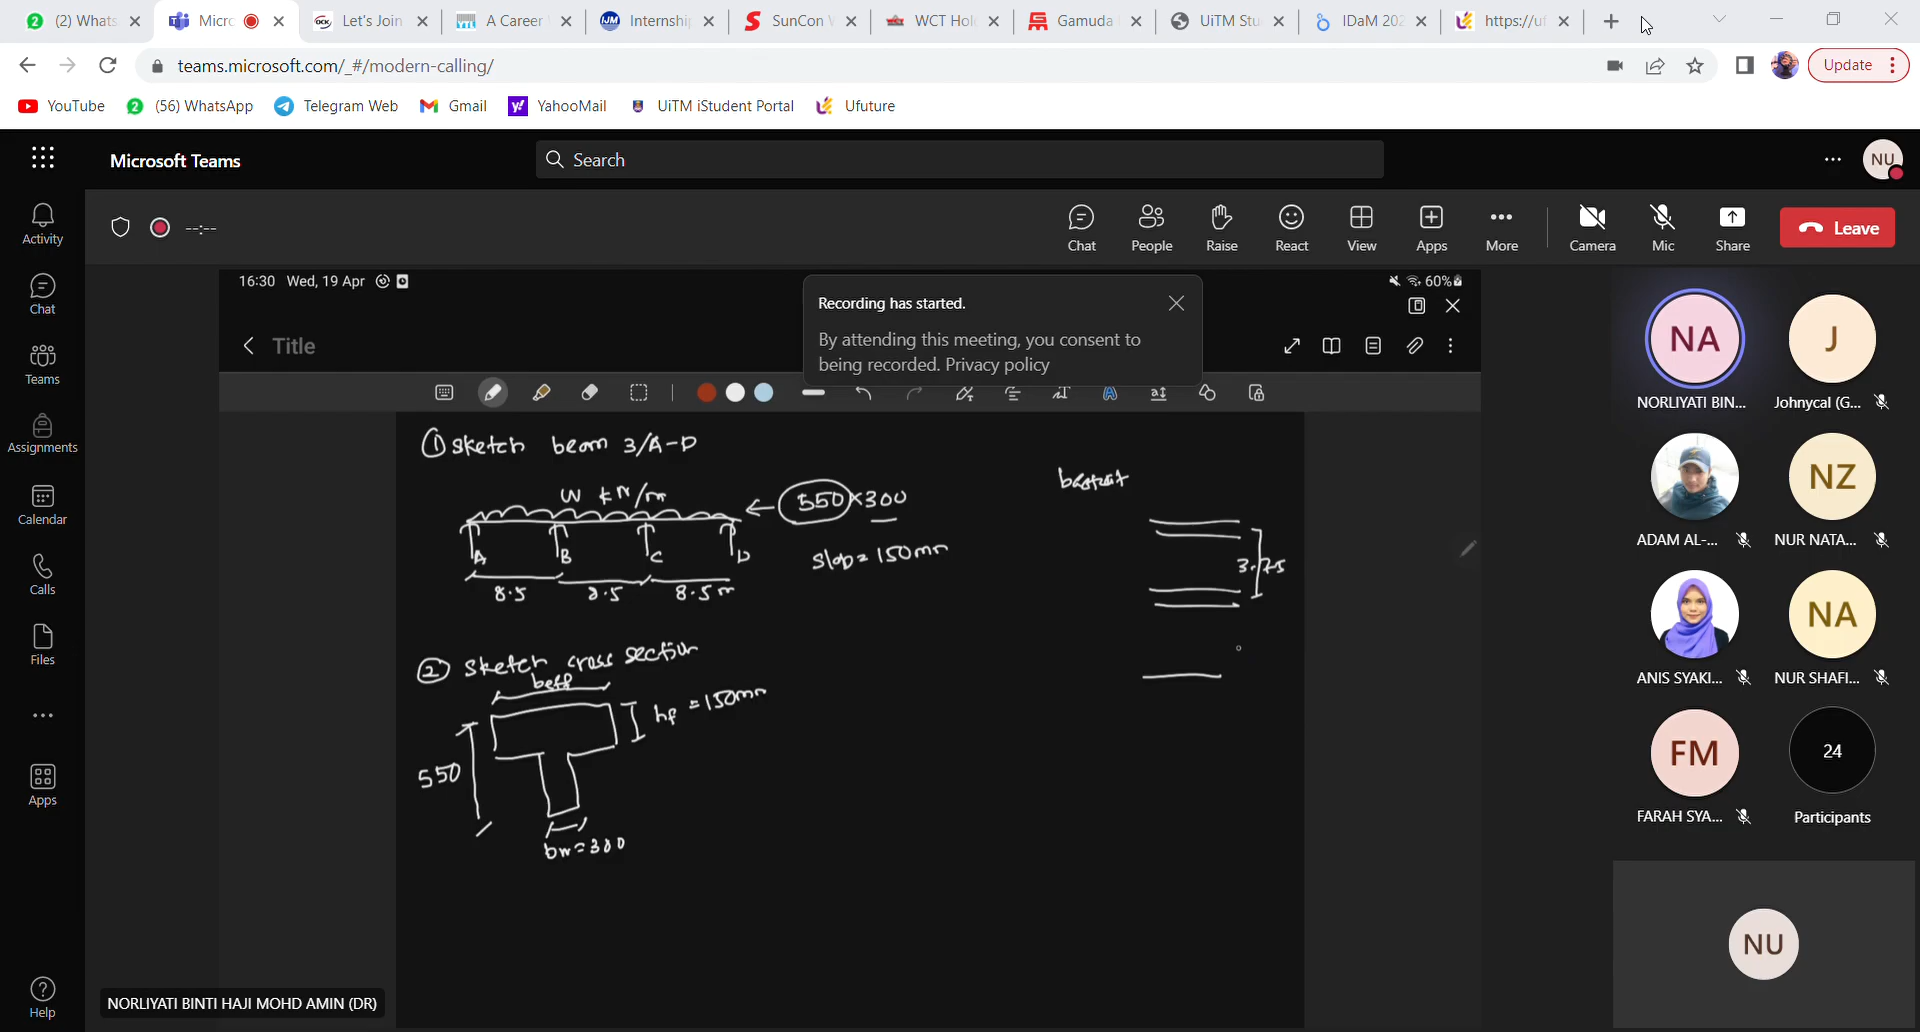 (2) Whats
Micro
Let's Join
A Career
Internshi
SunCon
WCT Hol
Gamuda
UiTM Stu
IDaM 202
https://uf
teams.microsoft.com/_#/modern-calling/
Update
YouTube
(56) WhatsApp
Telegram Web
Gmail
YahooMail
UiTM iStudent Portal
Ufuture
Microsoft Teams
Search
NU
--:--
Chat
People
Raise
React
View
Apps
More
Camera
Mic
Share
Leave
Activity
Chat
Teams
Assignments
Calendar
Calls
Files
Apps
Help
16:30 Wed, 19 Apr
60%
Recording has started.
By attending this meeting, you consent to
being recorded. Privacy policy
Title
① sketch beam 3/A-D
w kN/m
550 × 300
slab = 150mm
A B C D
8.5 8.5 8.5 m
3.75
② sketch cross section
beff
hf = 150mm
550
bw = 300
NORLIYATI BINTI HAJI MOHD AMIN (DR)
NA
J
NORLIYATI BIN...
Johnycal (G...
NZ
ADAM AL-...
NUR NATA...
NA
ANIS SYAKI...
NUR SHAFI...
FM
24
FARAH SYA...
Participants
NU